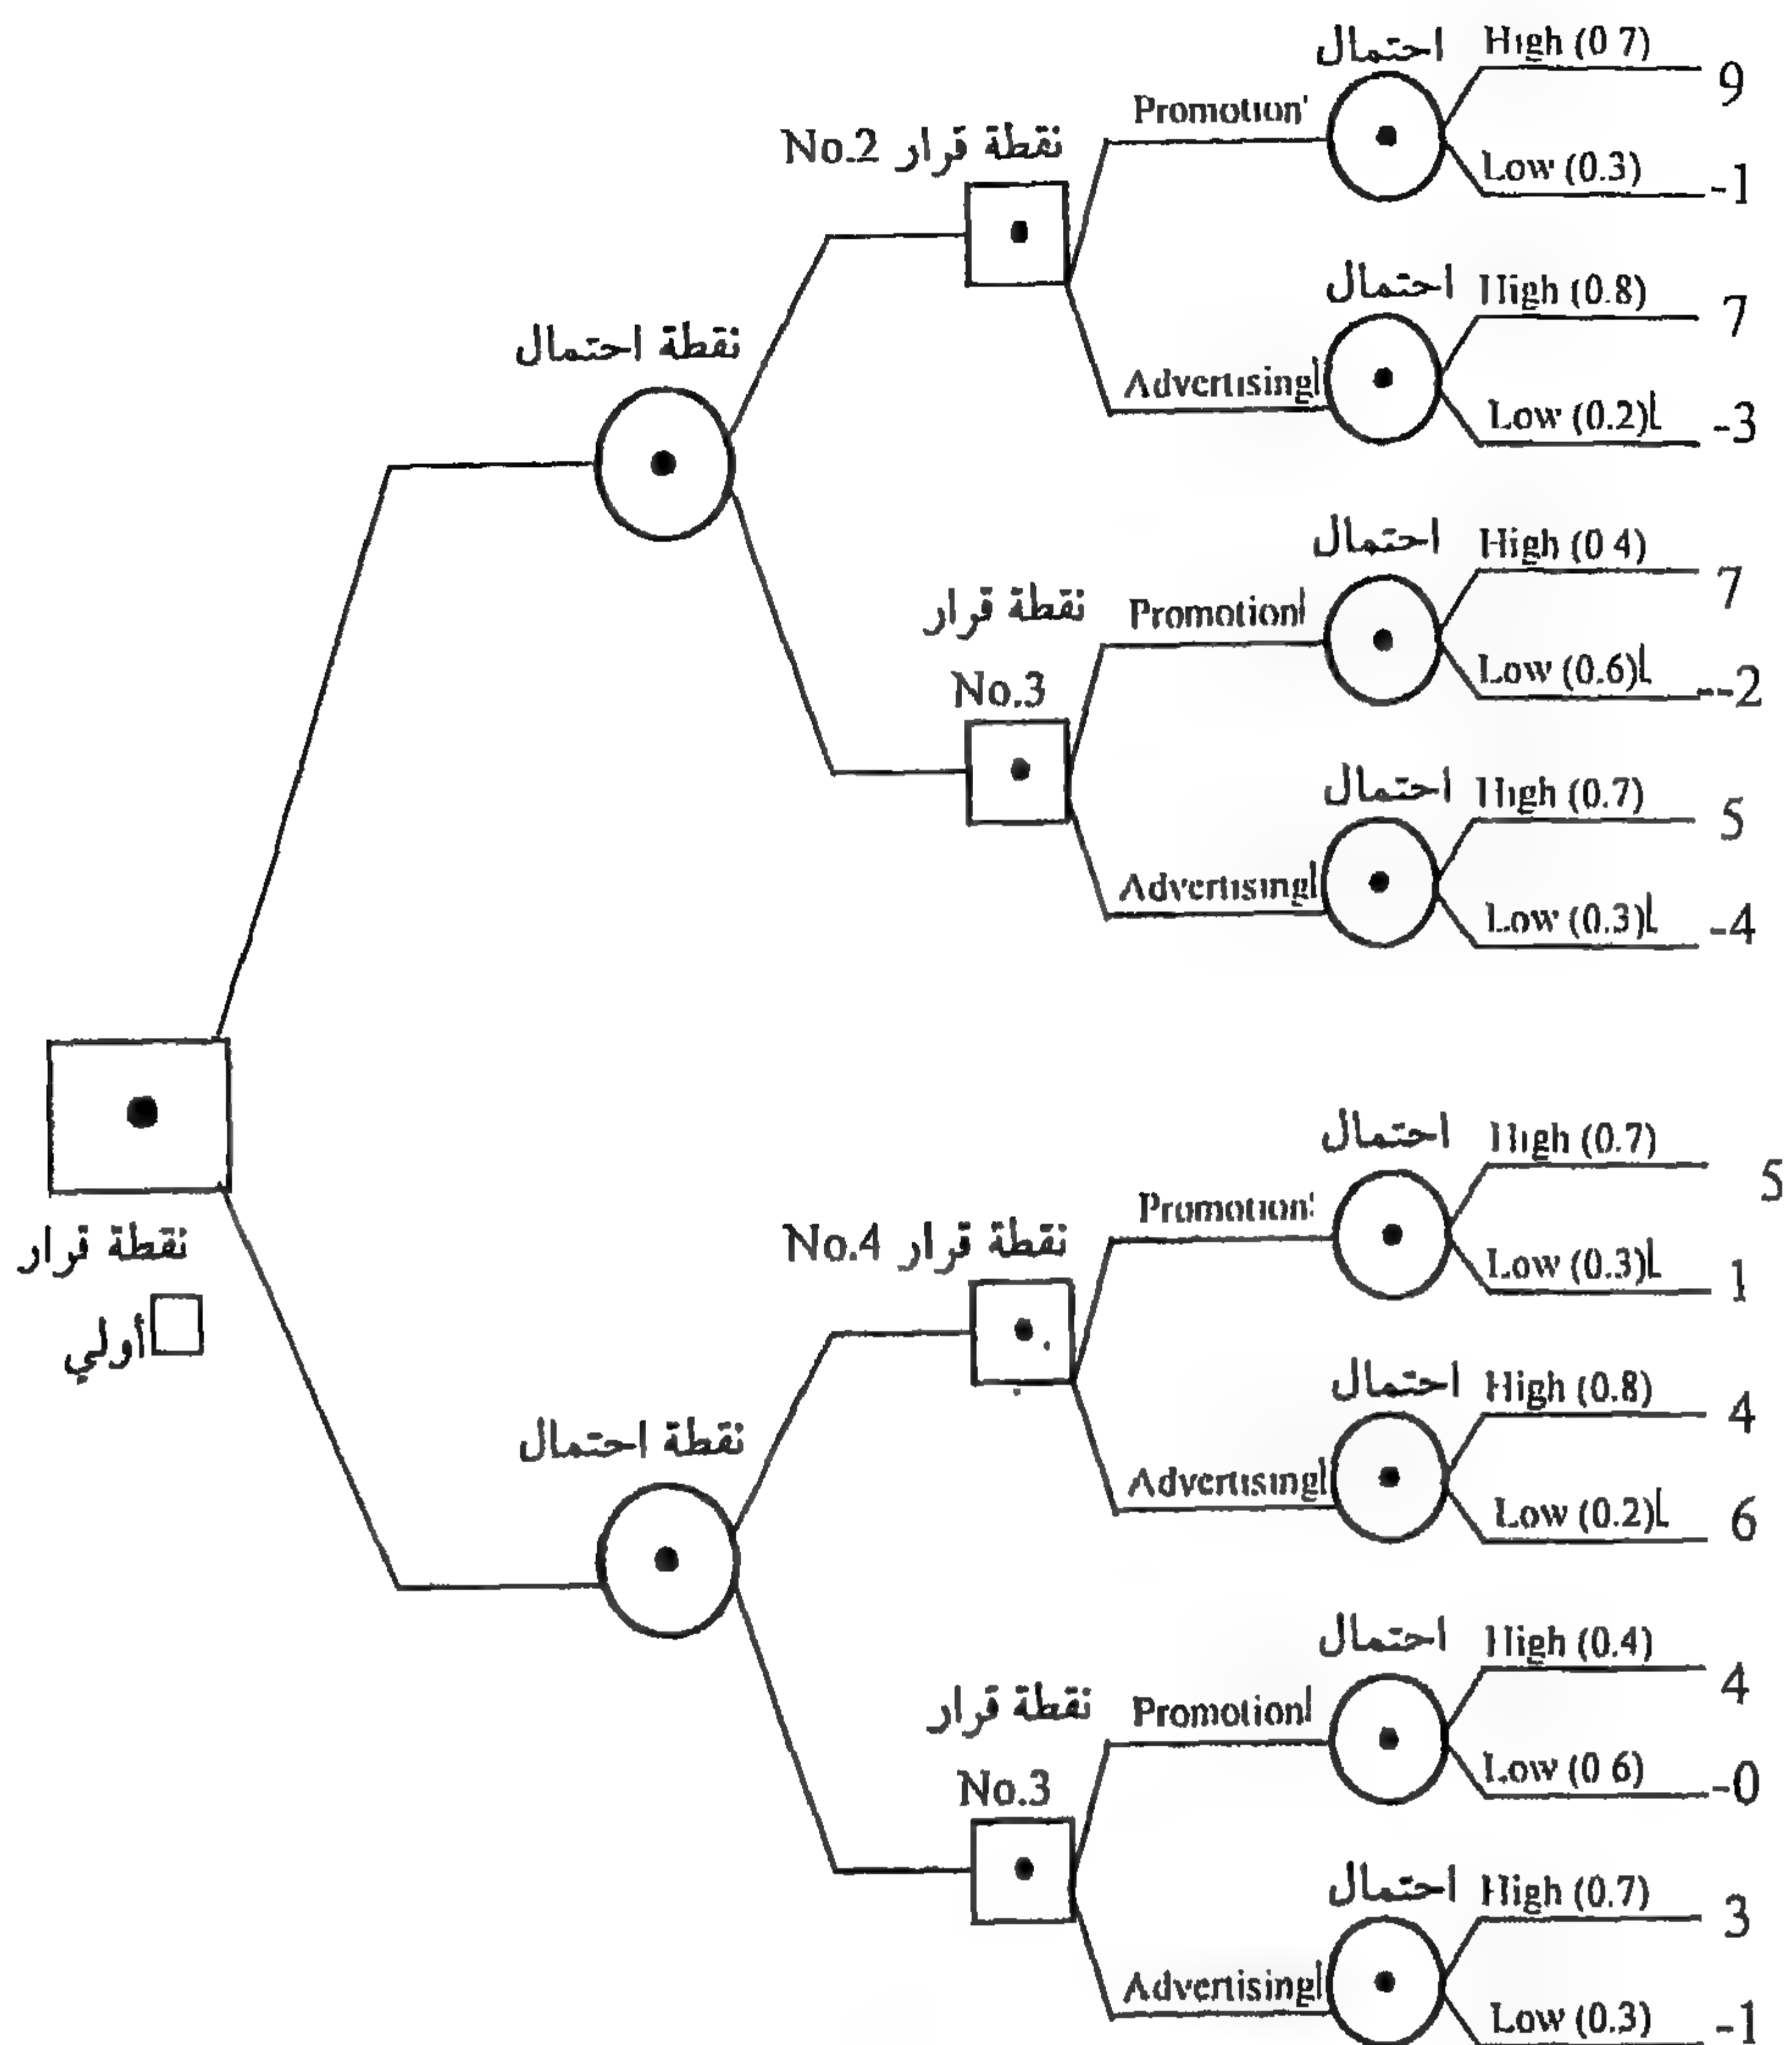 احتمال High (0 7)
9
Promotion
Low (0.3)
-1
نقطة قرار No.2
احتمال High (0.8)
7
Advertising
Low (0.2)
-3
نقطة احتمال
احتمال High (0 4)
7
نقطة قرار
Promotion
Low (0.6)
--2
No.3
احتمال High (0.7)
5
Advertising
Low (0.3)
-4
نقطة قرار
أولي
احتمال High (0.7)
5
Promotion
Low (0.3)
1
نقطة قرار No.4
احتمال High (0.8)
4
Advertising
Low (0.2)
6
نقطة احتمال
احتمال High (0.4)
4
نقطة قرار
Promotion
Low (0 6)
-0
No.3
احتمال High (0.7)
3
Advertising
Low (0.3)
-1